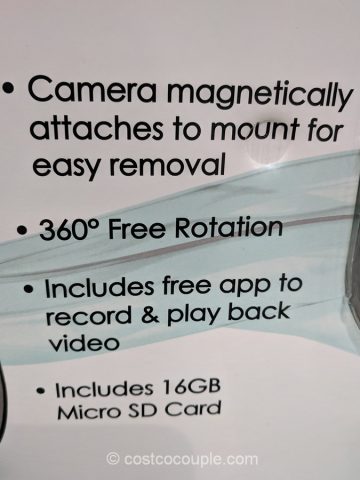 • Camera magnetically
attaches to mount for
easy removal
• 360° Free Rotation
• Includes free app to
record & play back
video
• Includes 16GB
Micro SD Card
© costcocouple.com